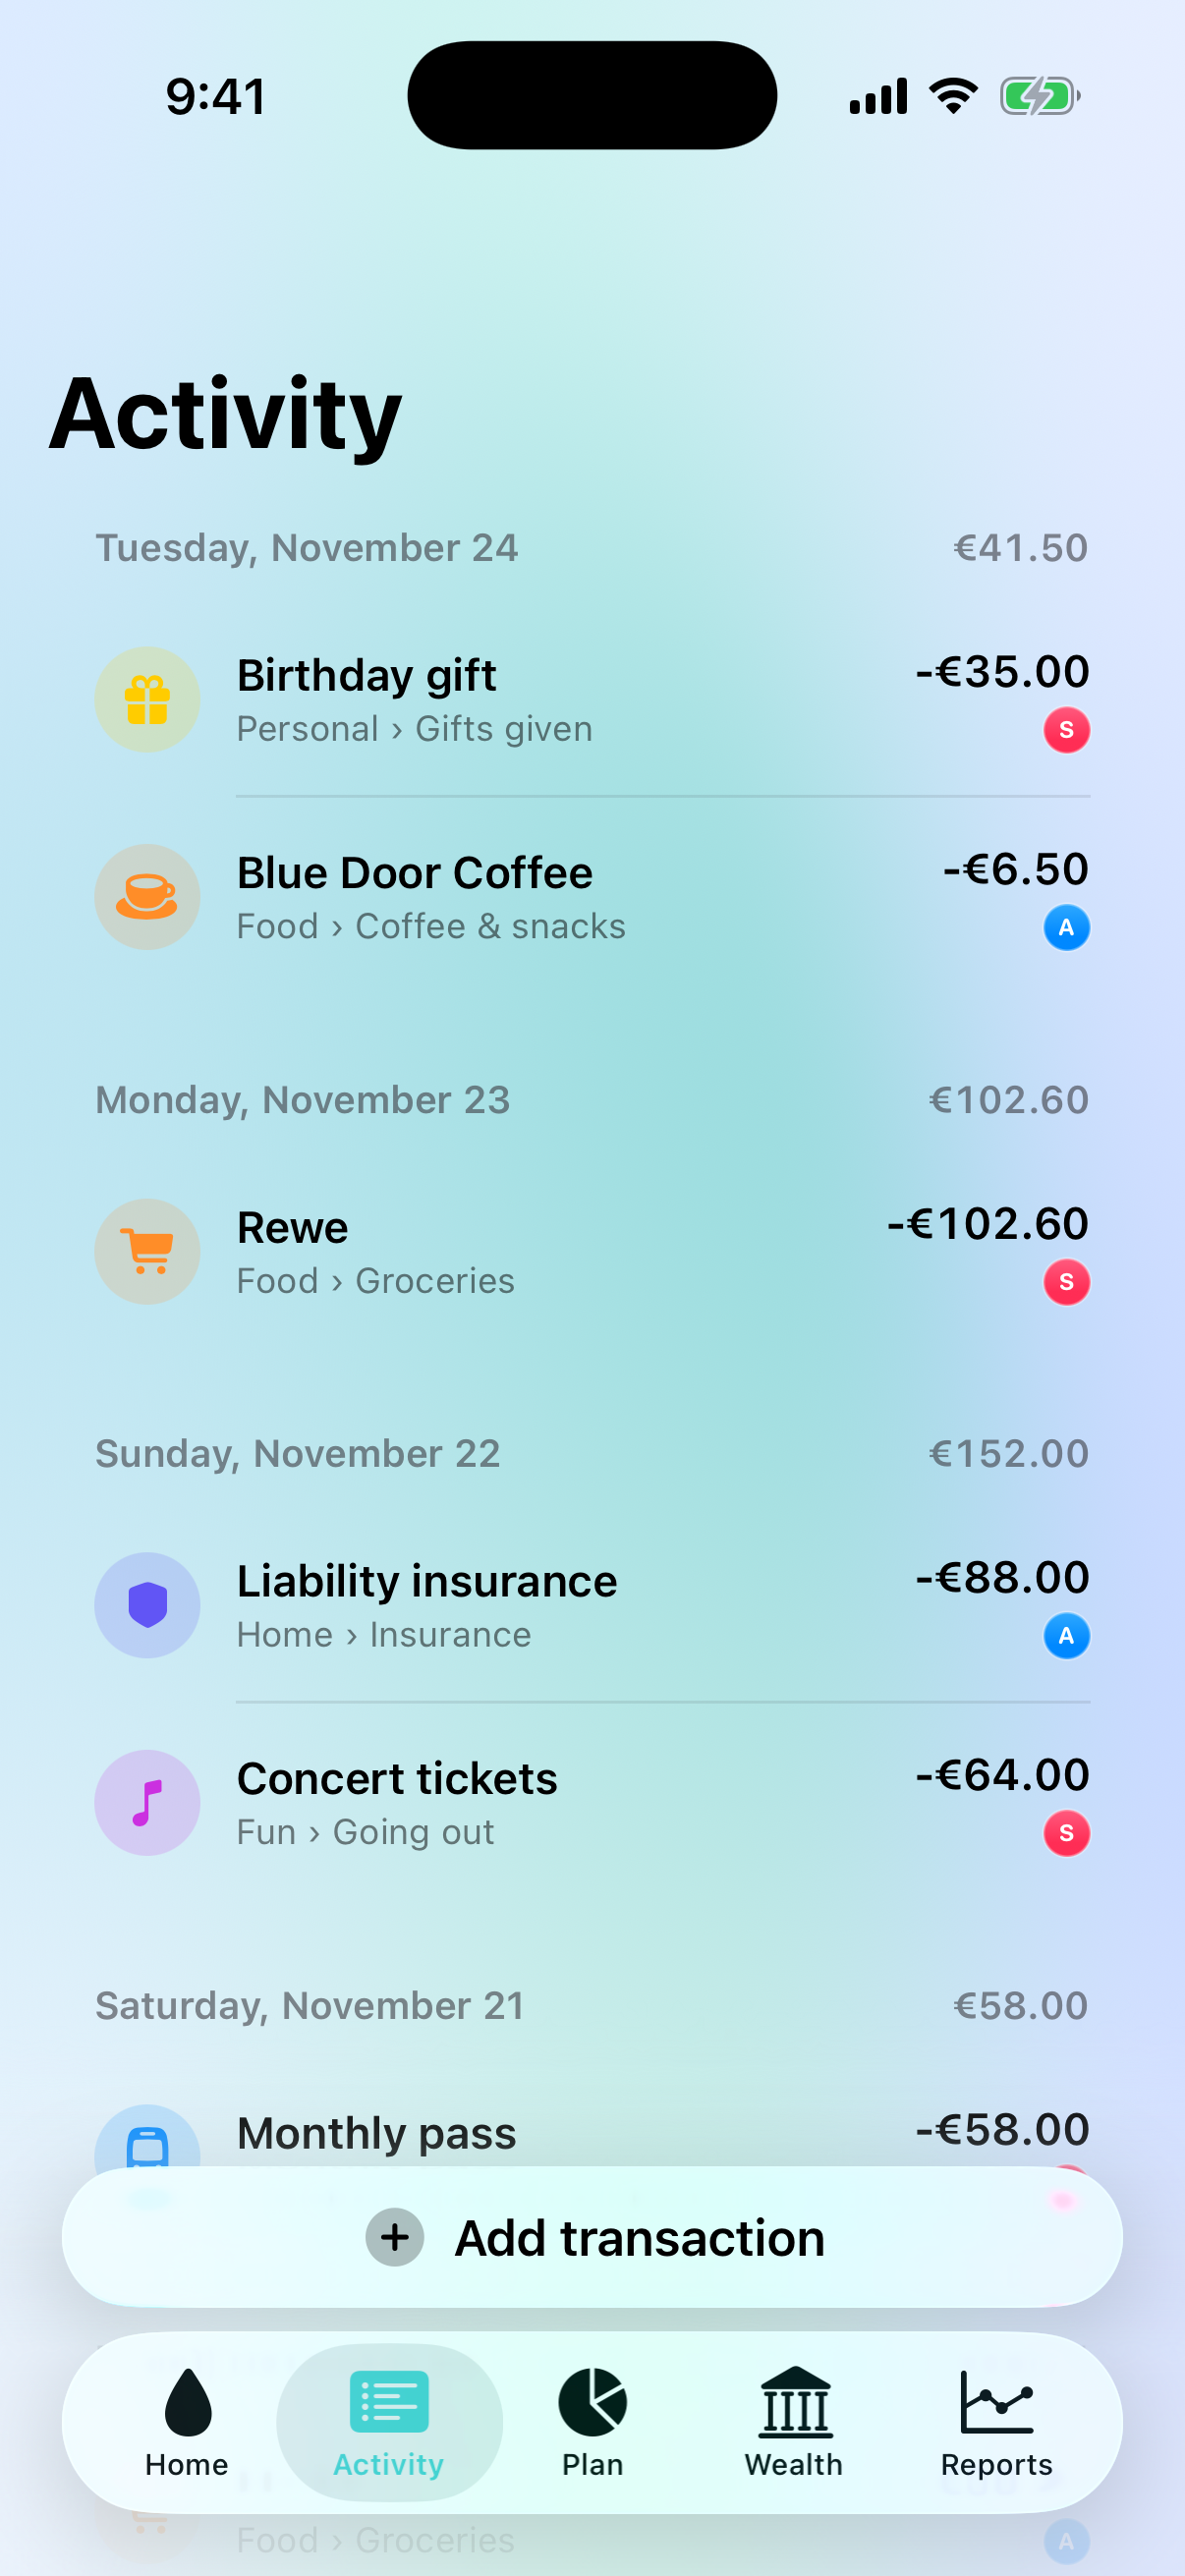 9:41
Activity
Tuesday, November 24 €41.50
Birthday gift -€35.00
Personal › Gifts given S
Blue Door Coffee -€6.50
Food › Coffee & snacks A
Monday, November 23 €102.60
Rewe -€102.60
Food › Groceries S
Sunday, November 22 €152.00
Liability insurance -€88.00
Home › Insurance A
Concert tickets -€64.00
Fun › Going out S
Saturday, November 21 €58.00
Monthly pass -€58.00
Add transaction
Home Activity Plan Wealth Reports
Food › Groceries A